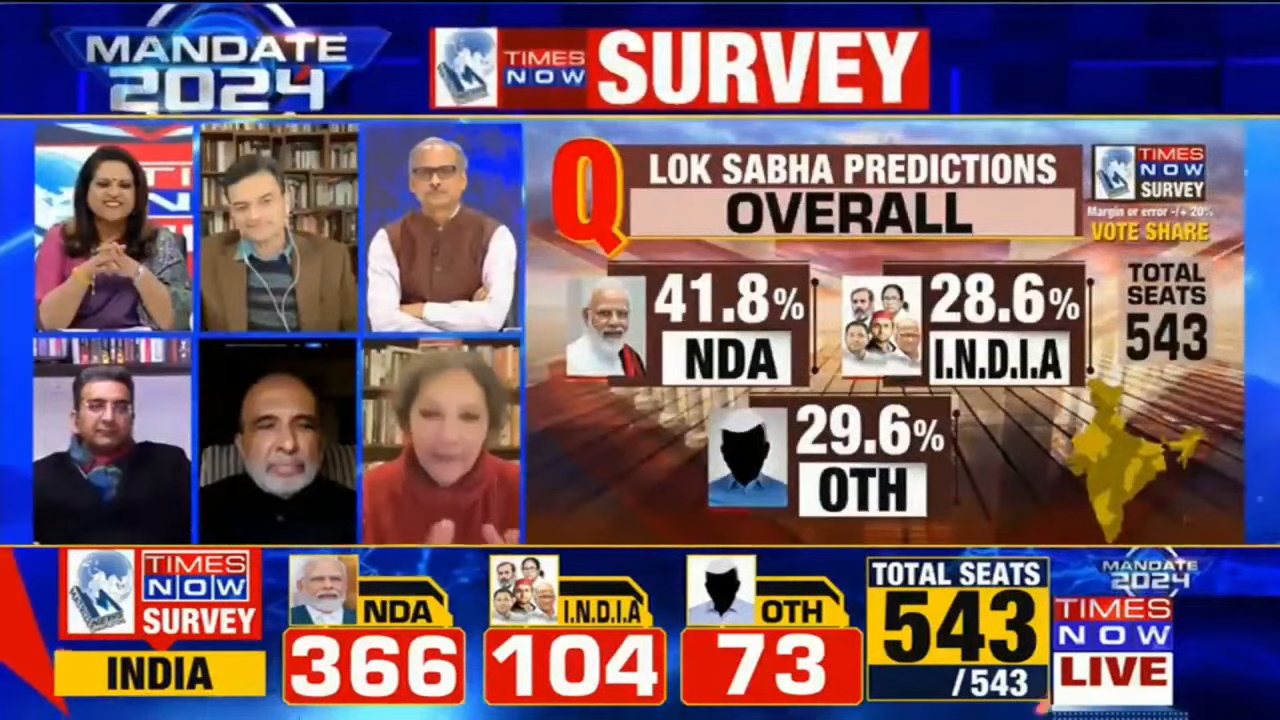 MANDATE
2024
TIMES
NOW
SURVEY
Q
LOK SABHA PREDICTIONS
OVERALL
TIMES
NOW
SURVEY
Margin or error -/+ 20%
VOTE SHARE
41.8%
NDA
28.6%
I.N.D.I.A
TOTAL
SEATS
543
29.6%
OTH
TIMES
NOW
SURVEY
INDIA
NDA
366
I.N.D.I.A
104
OTH
73
TOTAL SEATS
543
/543
MANDATE
2024
TIMES
NOW
LIVE